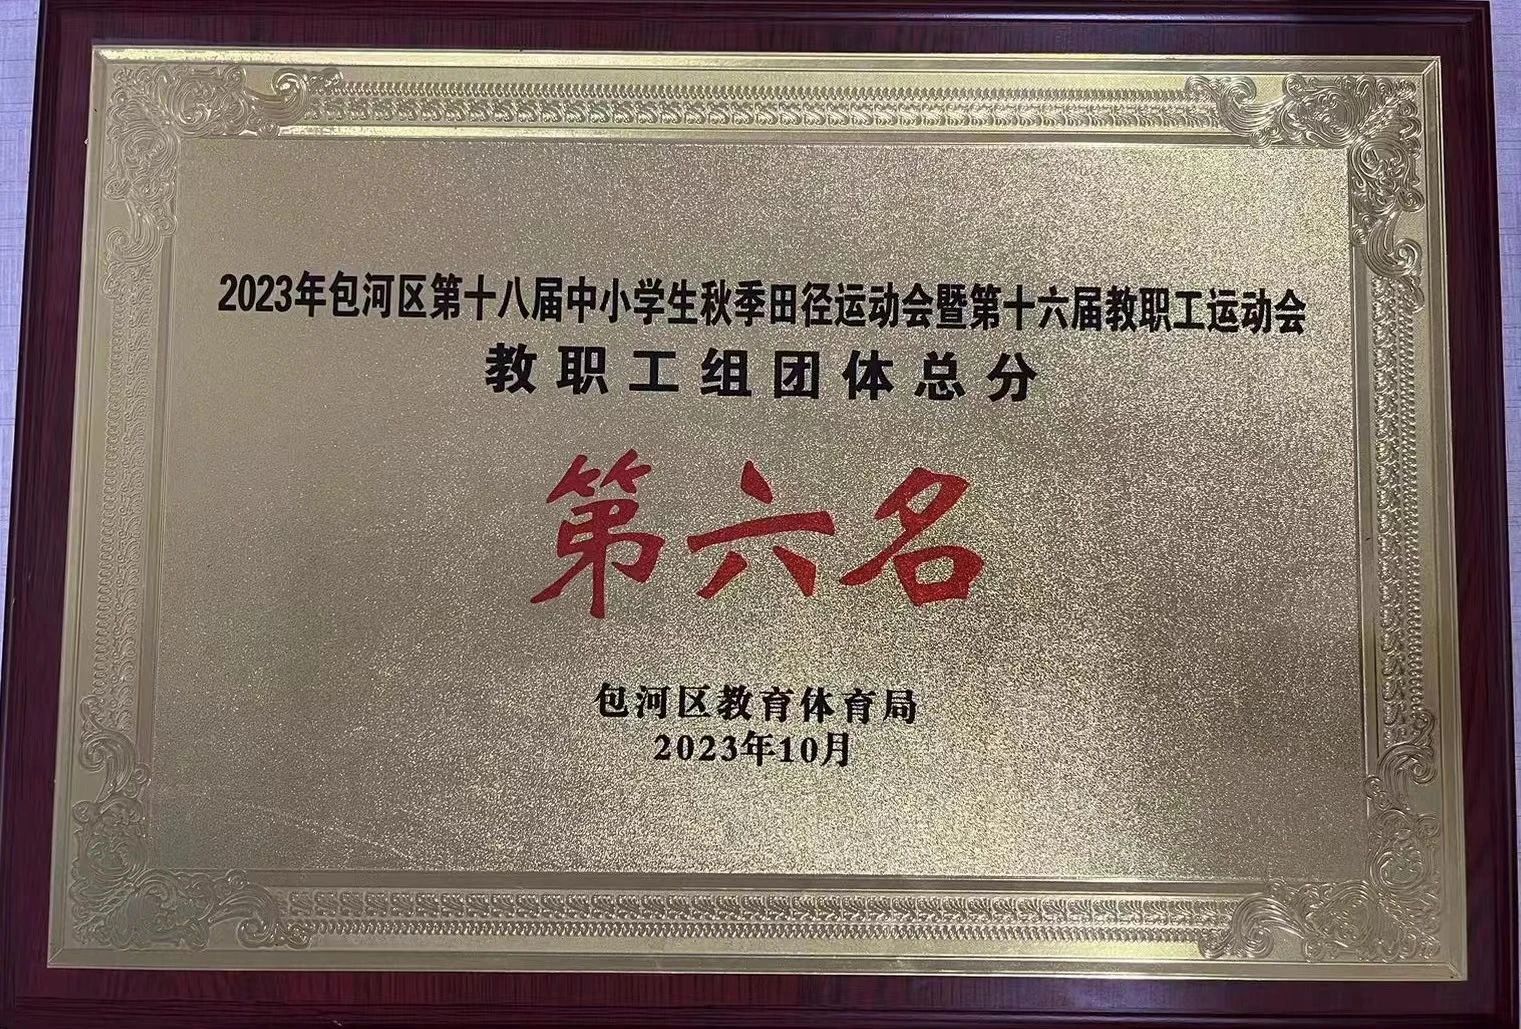 2023年包河区第十八届中小学生秋季田径运动会暨第十六届教职工运动会
教职工组团体总分
第六名
包河区教育体育局
2023年10月